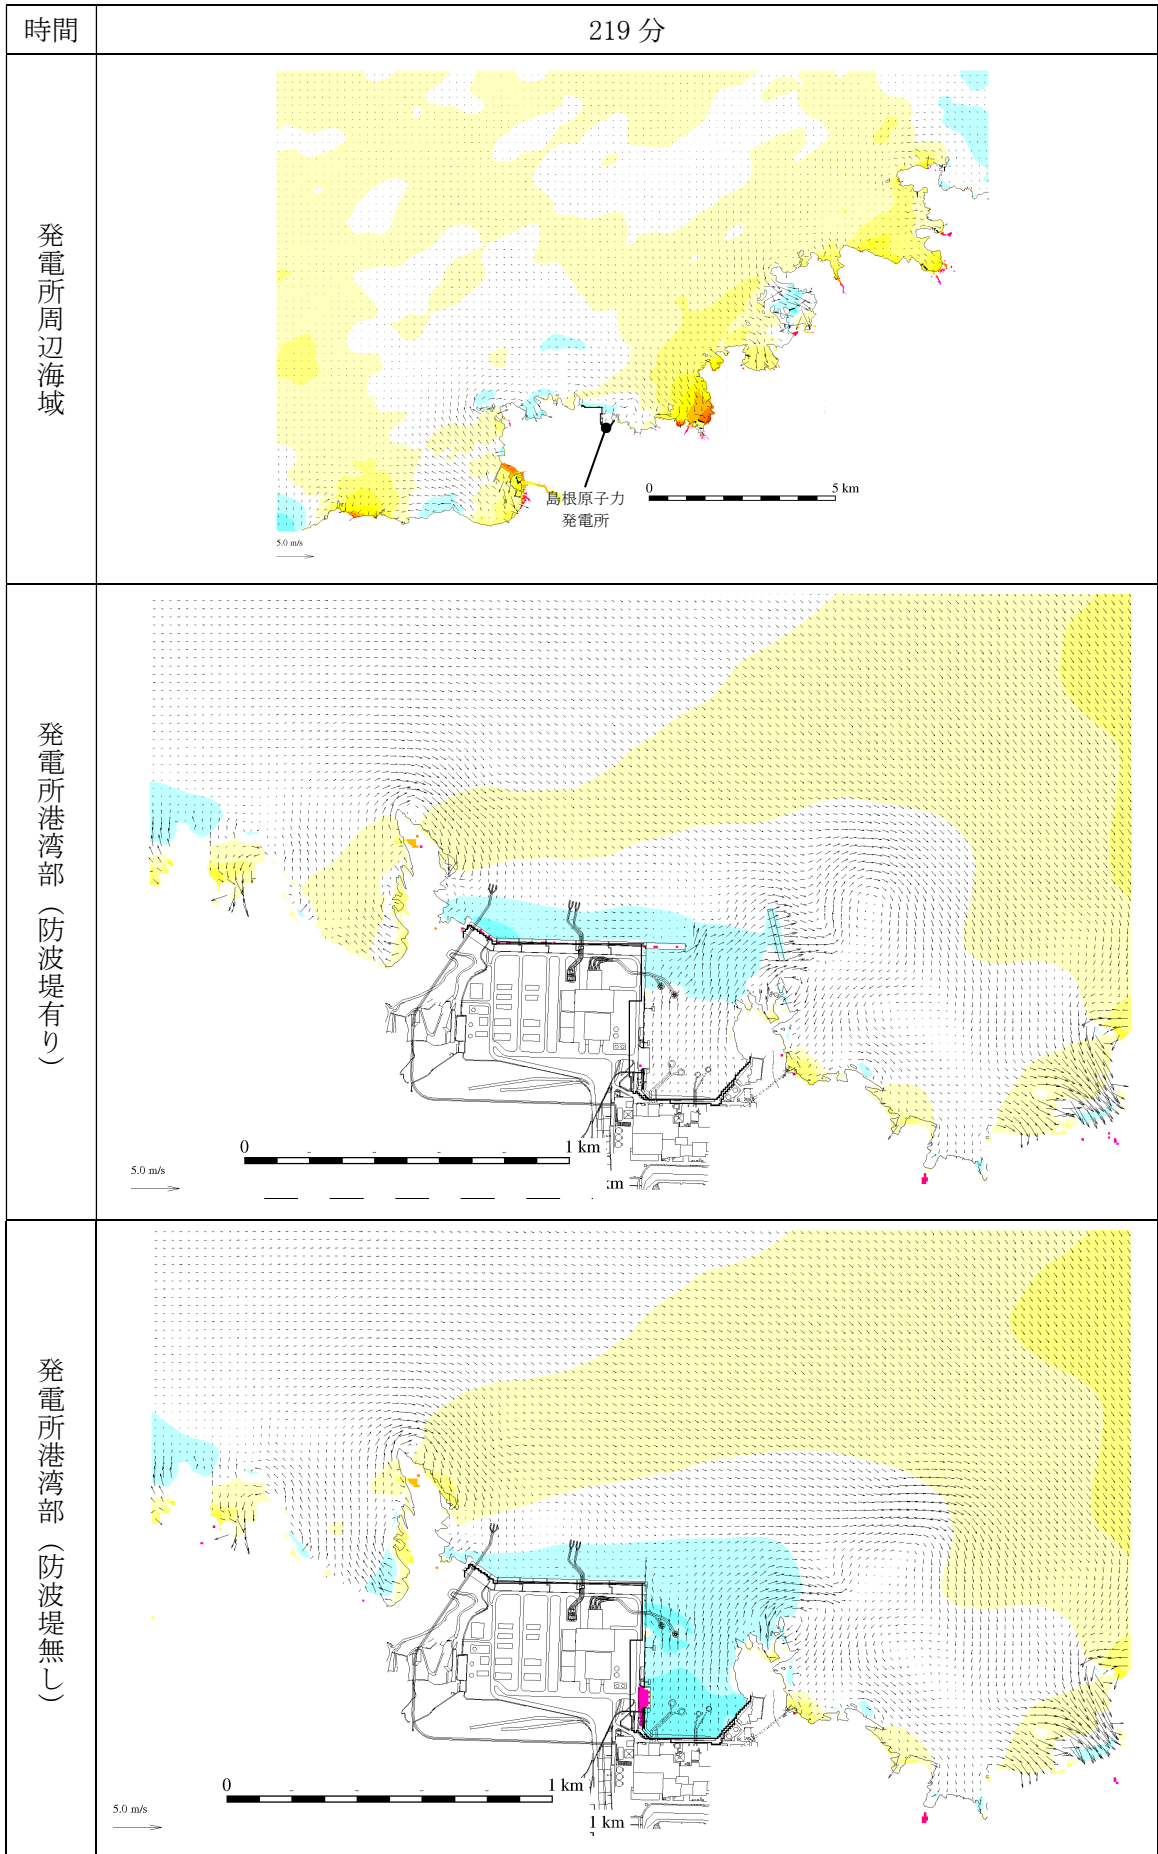 時間
219 分
発電所周辺海域
島根原子力
発電所
0
5 km
5.0 m/s
発電所港湾部（防波堤有り）
0
1 km
5.0 m/s
km
発電所港湾部（防波堤無し）
0
1 km
5.0 m/s
1 km